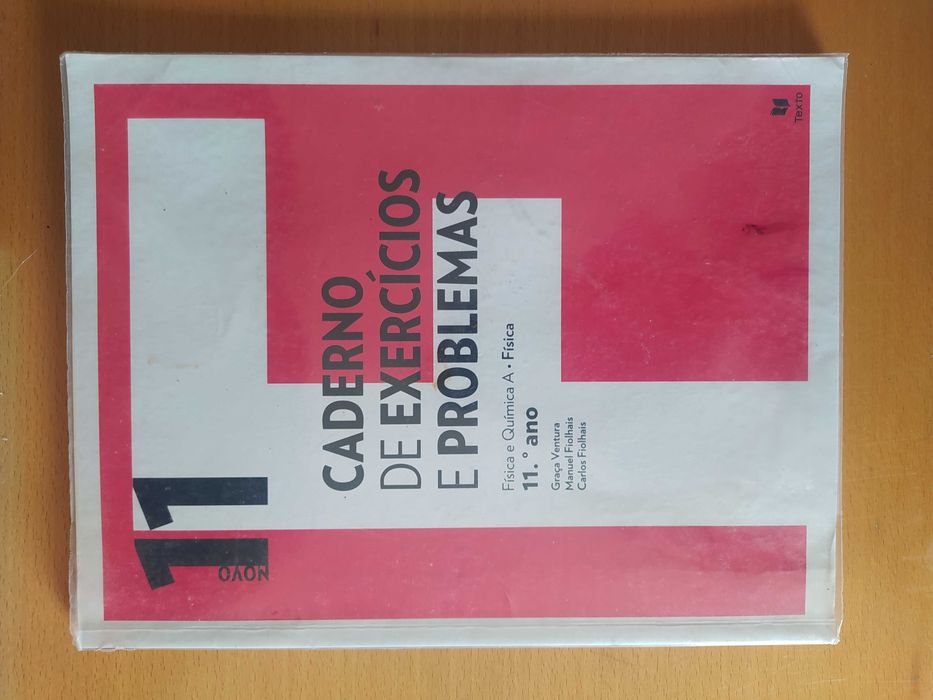 11
NOVO
CADERNO
DE EXERCÍCIOS
E PROBLEMAS
Física e Química A • Física
11.º ano
Graça Ventura
Manuel Fiolhais
Carlos Fiolhais
Texto